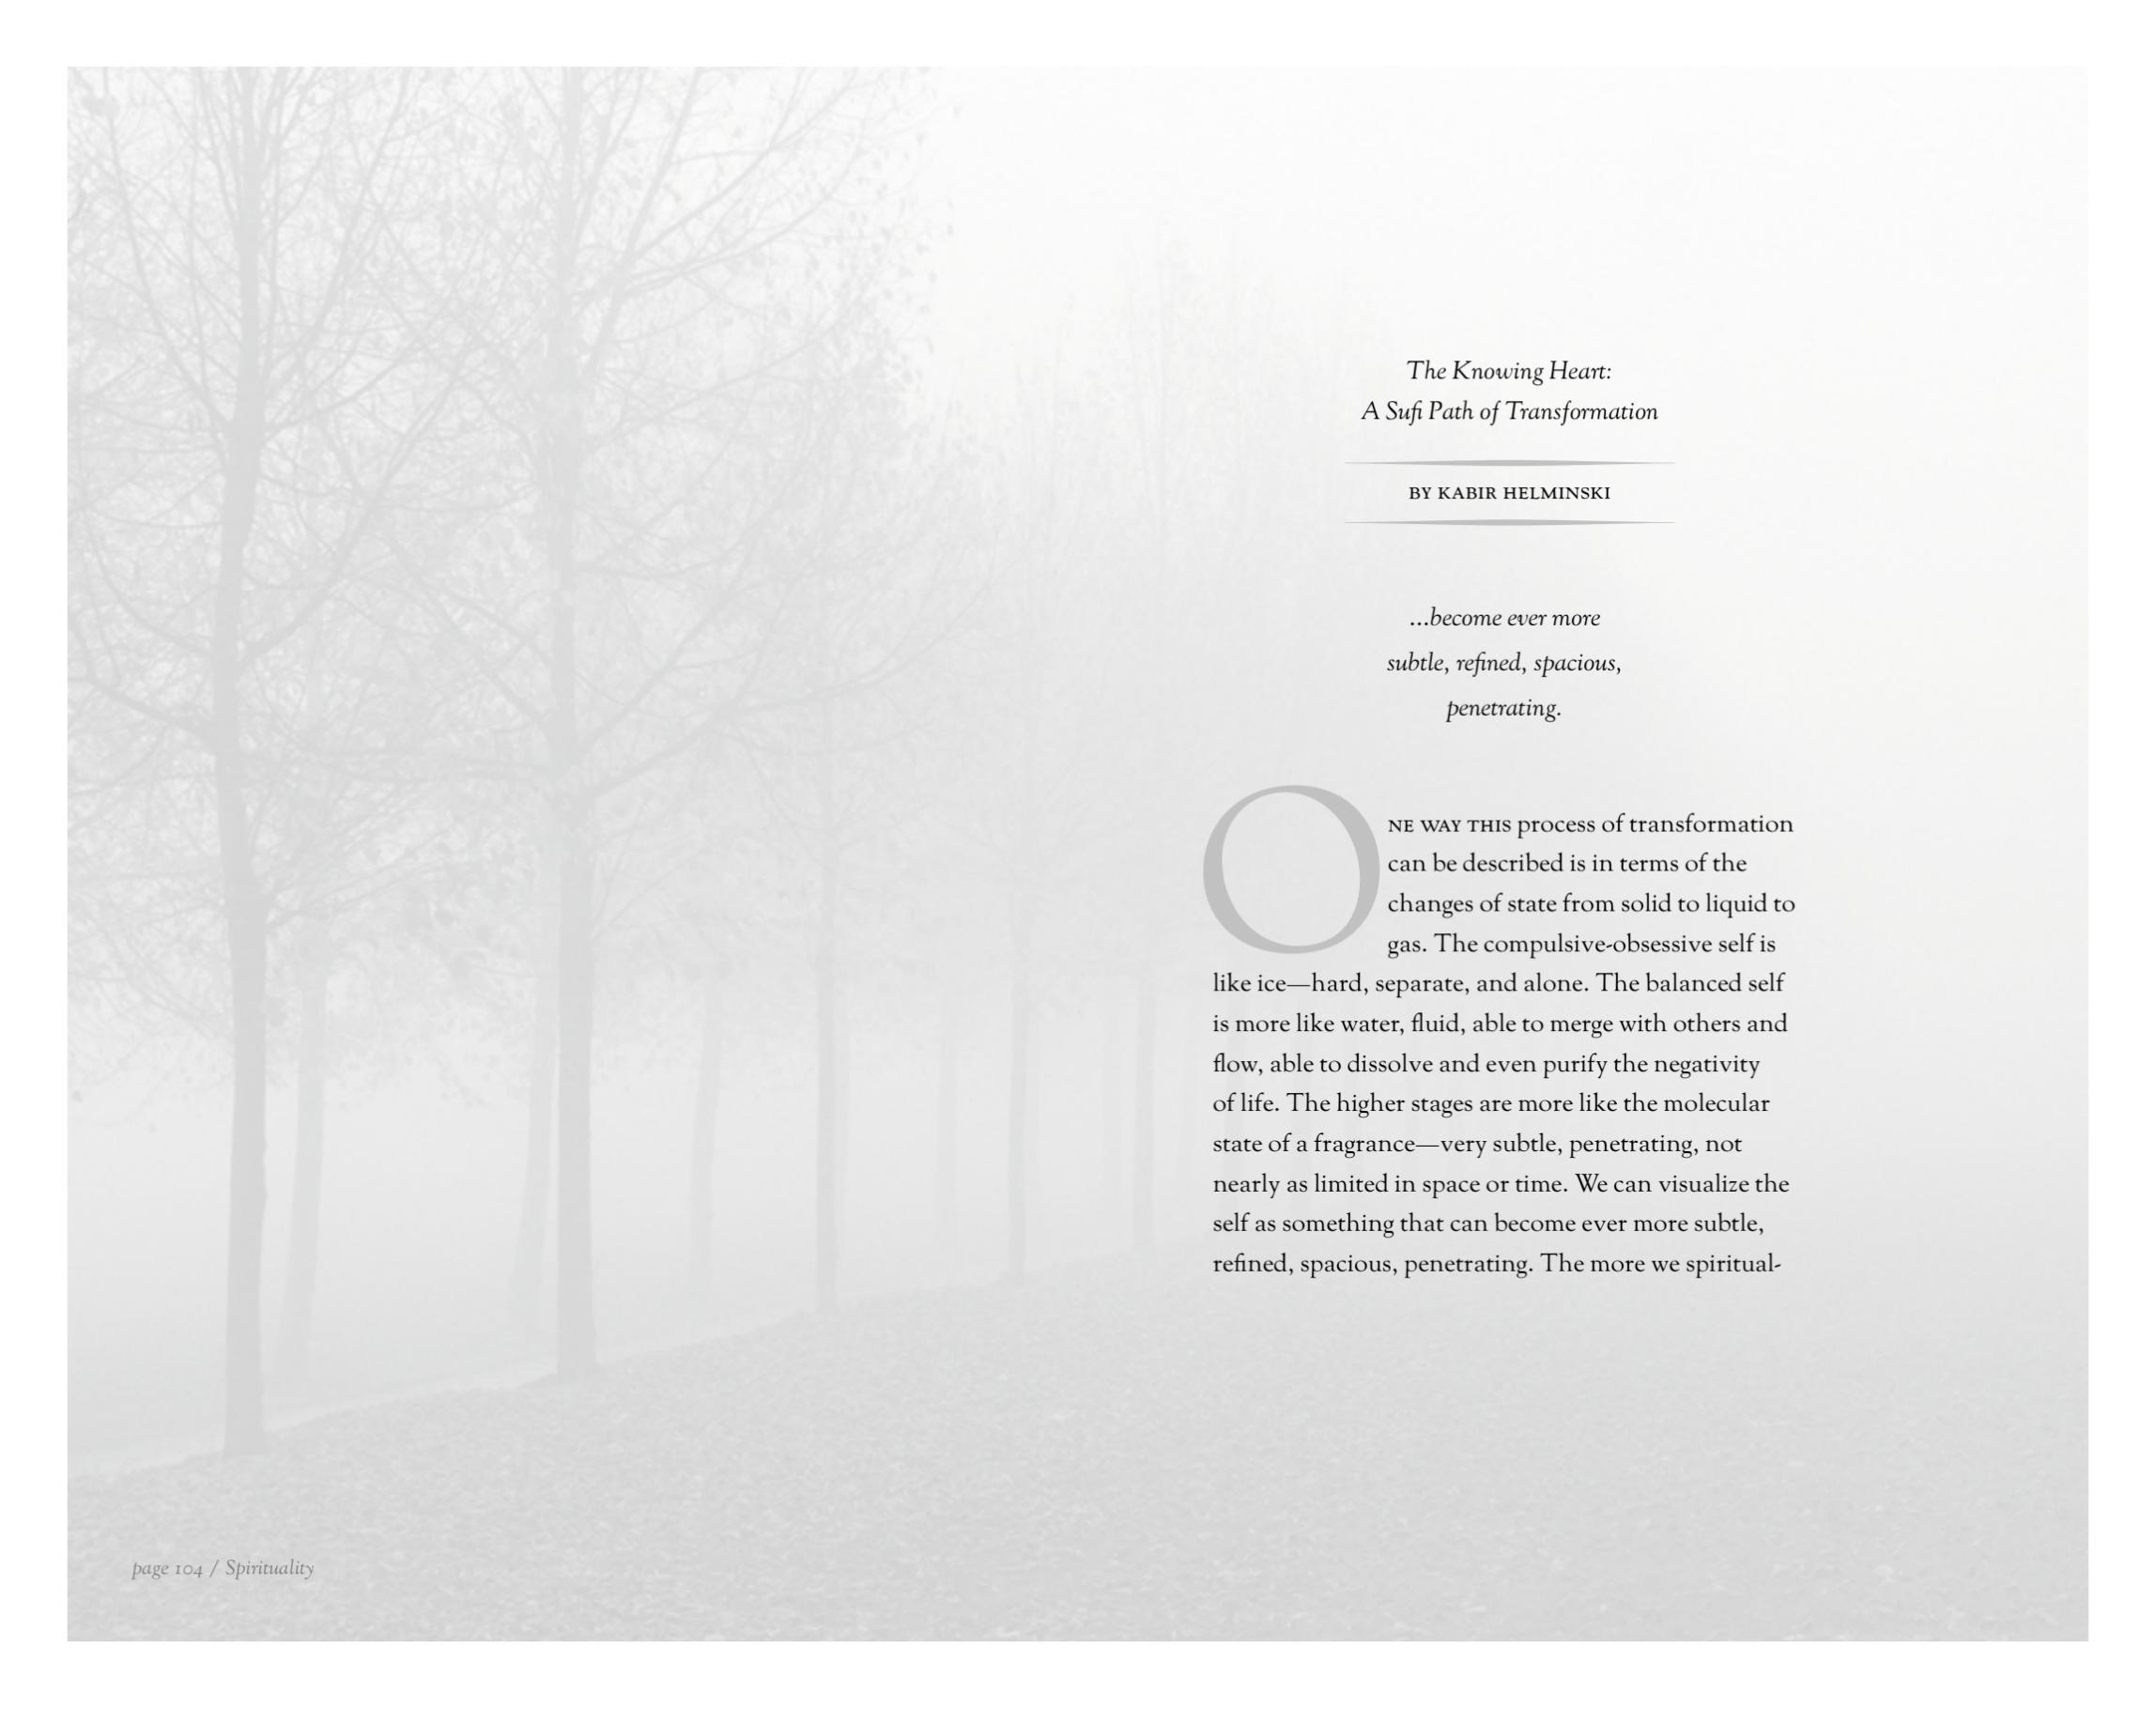 The Knowing Heart:
A Sufi Path of Transformation
BY KABIR HELMINSKI
...become ever more
subtle, refined, spacious,
penetrating.
ONE WAY THIS process of transformation
can be described is in terms of the
changes of state from solid to liquid to
gas. The compulsive-obsessive self is
like ice—hard, separate, and alone. The balanced self
is more like water, fluid, able to merge with others and
flow, able to dissolve and even purify the negativity
of life. The higher stages are more like the molecular
state of a fragrance—very subtle, penetrating, not
nearly as limited in space or time. We can visualize the
self as something that can become ever more subtle,
refined, spacious, penetrating. The more we spiritual-
page 104 / Spirituality